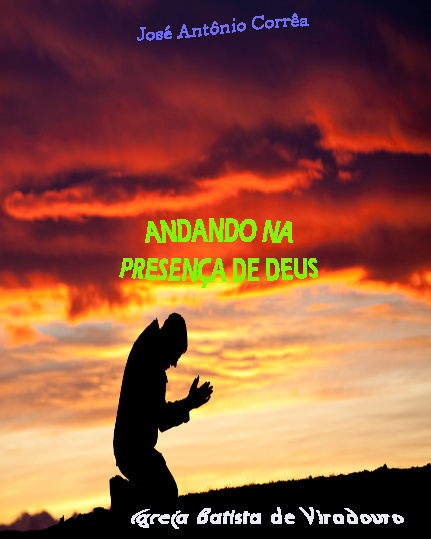 José Antônio Corrêa
ANDANDO NA
PRESENÇA DE DEUS
Igreja Batista de Viradouro